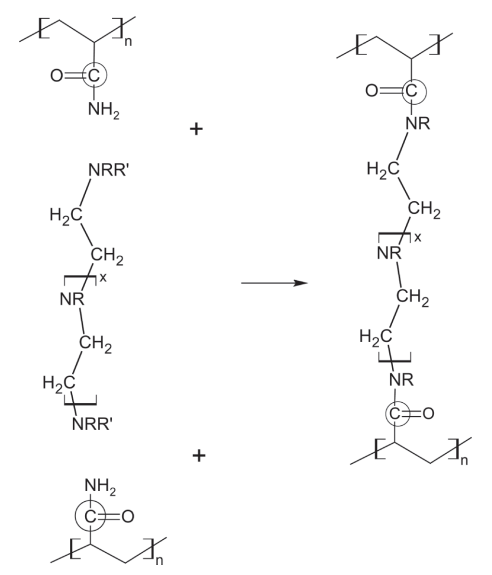 n
O=C
NH2
+
NRR'
H2C
CH2
x
NR
CH2
H2C
NRR'
+
NH2
C=O
n
n
O=C
NR
H2C
CH2
x
NR
CH2
H2C
NR
C=O
n